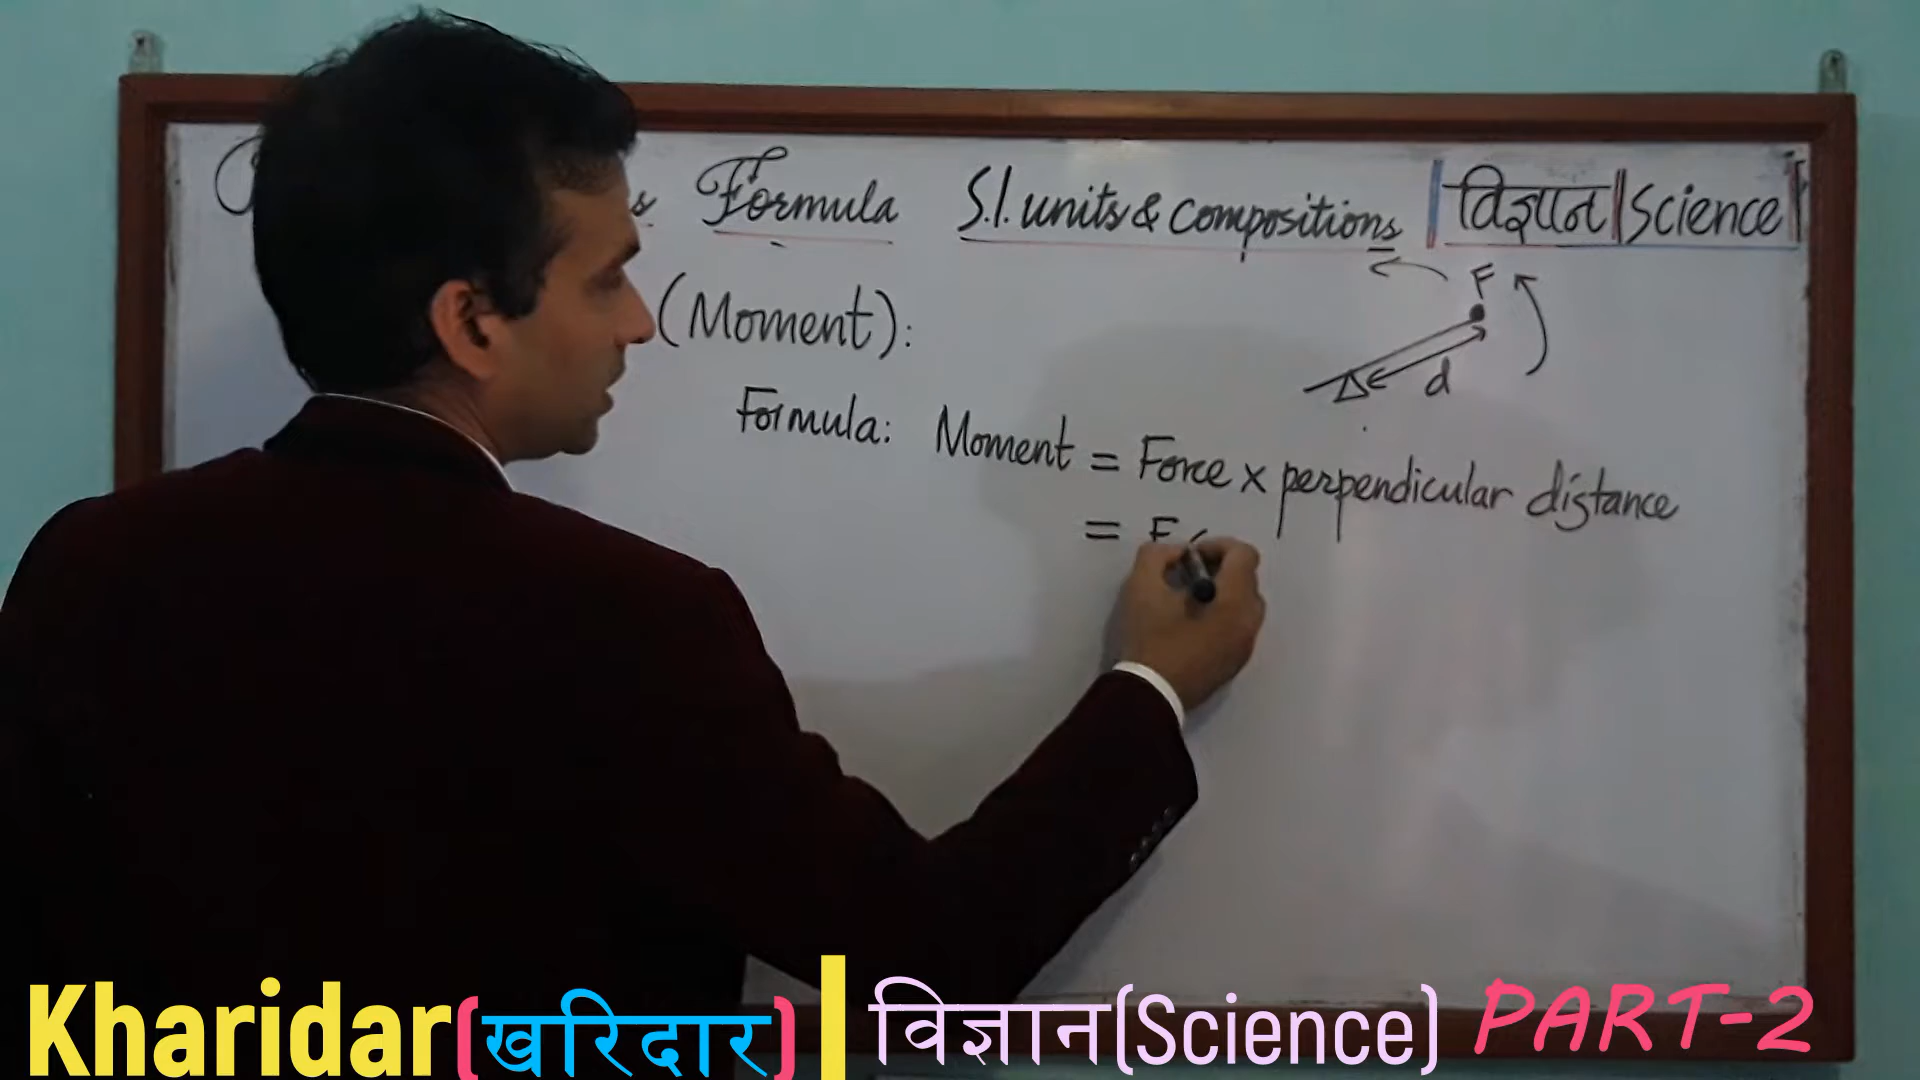 Formula S.I. units & compositions | विज्ञान | Science |
(Moment):
F
d
Formula: Moment = Force x perpendicular distance
= F
Kharidar(खरिदार) | विज्ञान(Science) PART-2